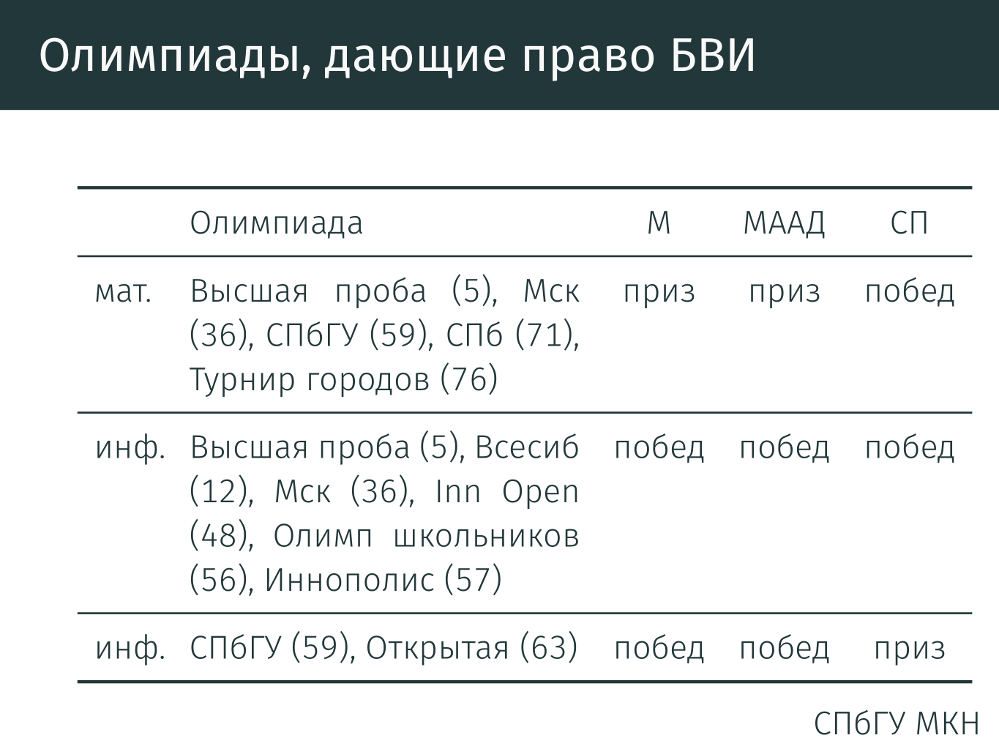 Олимпиады, дающие право БВИ
Олимпиада М МААД СП
мат. Высшая проба (5), Мск приз приз побед
(36), СПбГУ (59), СПб (71),
Турнир городов (76)
инф. Высшая проба (5), Всесиб побед побед побед
(12), Мск (36), Inn Open
(48), Олимп школьников
(56), Иннополис (57)
инф. СПбГУ (59), Открытая (63) побед побед приз
СПбГУ МКН